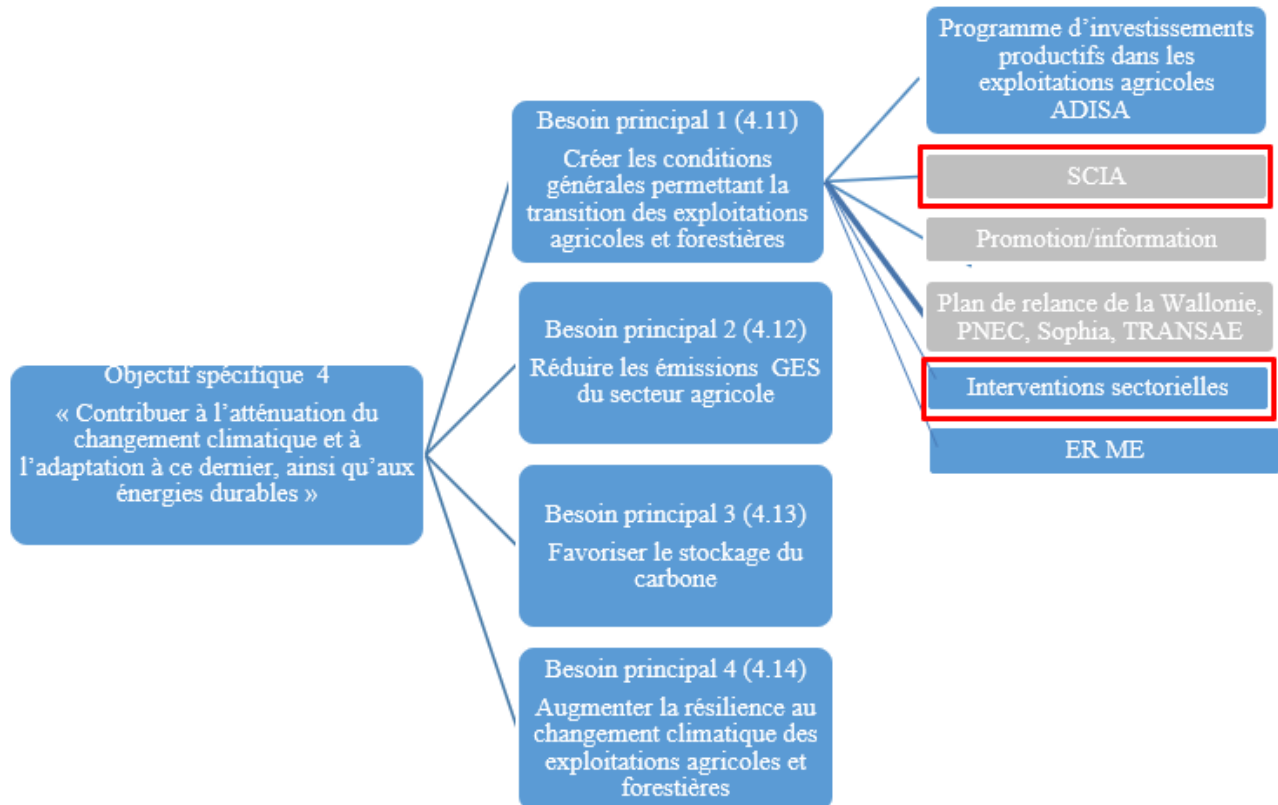 Objectif spécifique 4
« Contribuer à l'atténuation du
changement climatique et à
l'adaptation à ce dernier, ainsi qu'aux
énergies durables »
Besoin principal 1 (4.11)
Créer les conditions
générales permettant la
transition des exploitations
agricoles et forestières
Besoin principal 2 (4.12)
Réduire les émissions GES
du secteur agricole
Besoin principal 3 (4.13)
Favoriser le stockage du
carbone
Besoin principal 4 (4.14)
Augmenter la résilience au
changement climatique des
exploitations agricoles et
forestières
Programme d'investissements
productifs dans les
exploitations agricoles
ADISA
SCIA
Promotion/information
Plan de relance de la Wallonie,
PNEC, Sophia, TRANSAE
Interventions sectorielles
ER ME